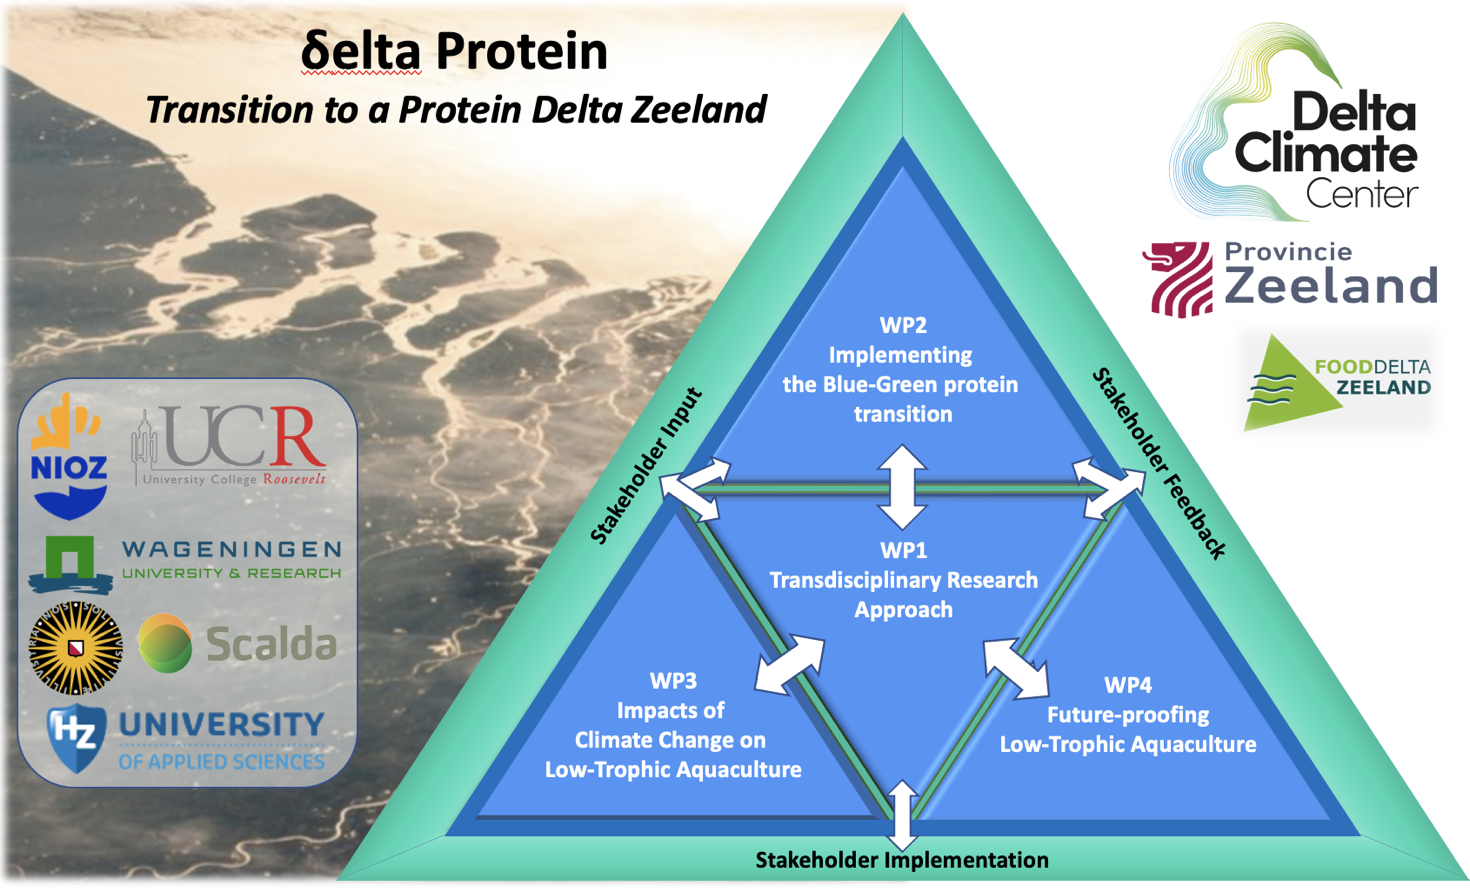 δelta Protein
Transition to a Protein Delta Zeeland
Delta
Climate
Center
Provincie
Zeeland
FOODDELTA
ZEELAND
WP2
Implementing
the Blue-Green protein
transition
Stakeholder Input
Stakeholder Feedback
WP1
Transdisciplinary Research
Approach
WP3
Impacts of
Climate Change on
Low-Trophic Aquaculture
WP4
Future-proofing
Low-Trophic Aquaculture
Stakeholder Implementation
NIOZ
UCR
University College Roosevelt
WAGENINGEN
UNIVERSITY & RESEARCH
Scalda
HZ UNIVERSITY
OF APPLIED SCIENCES